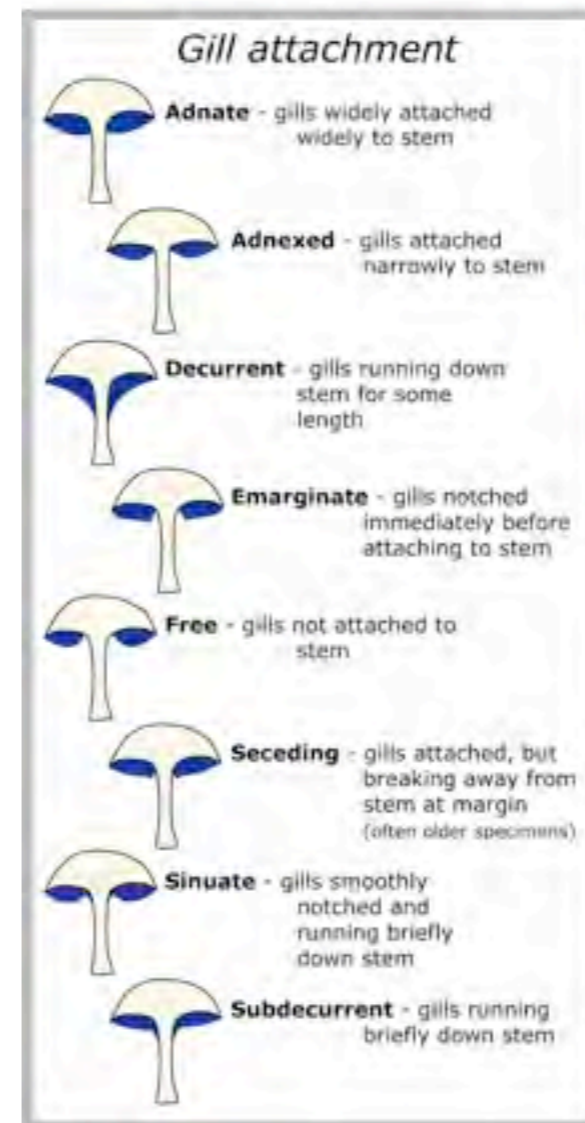 Gill attachment
Adnate - gills widely attached
widely to stem
Adnexed - gills attached
narrowly to stem
Decurrent - gills running down
stem for some
length
Emarginate - gills notched
immediately before
attaching to stem
Free - gills not attached to
stem
Seceding - gills attached, but
breaking away from
stem at margin
(often older specimens)
Sinuate - gills smoothly
notched and
running briefly
down stem
Subdecurrent - gills running
briefly down stem